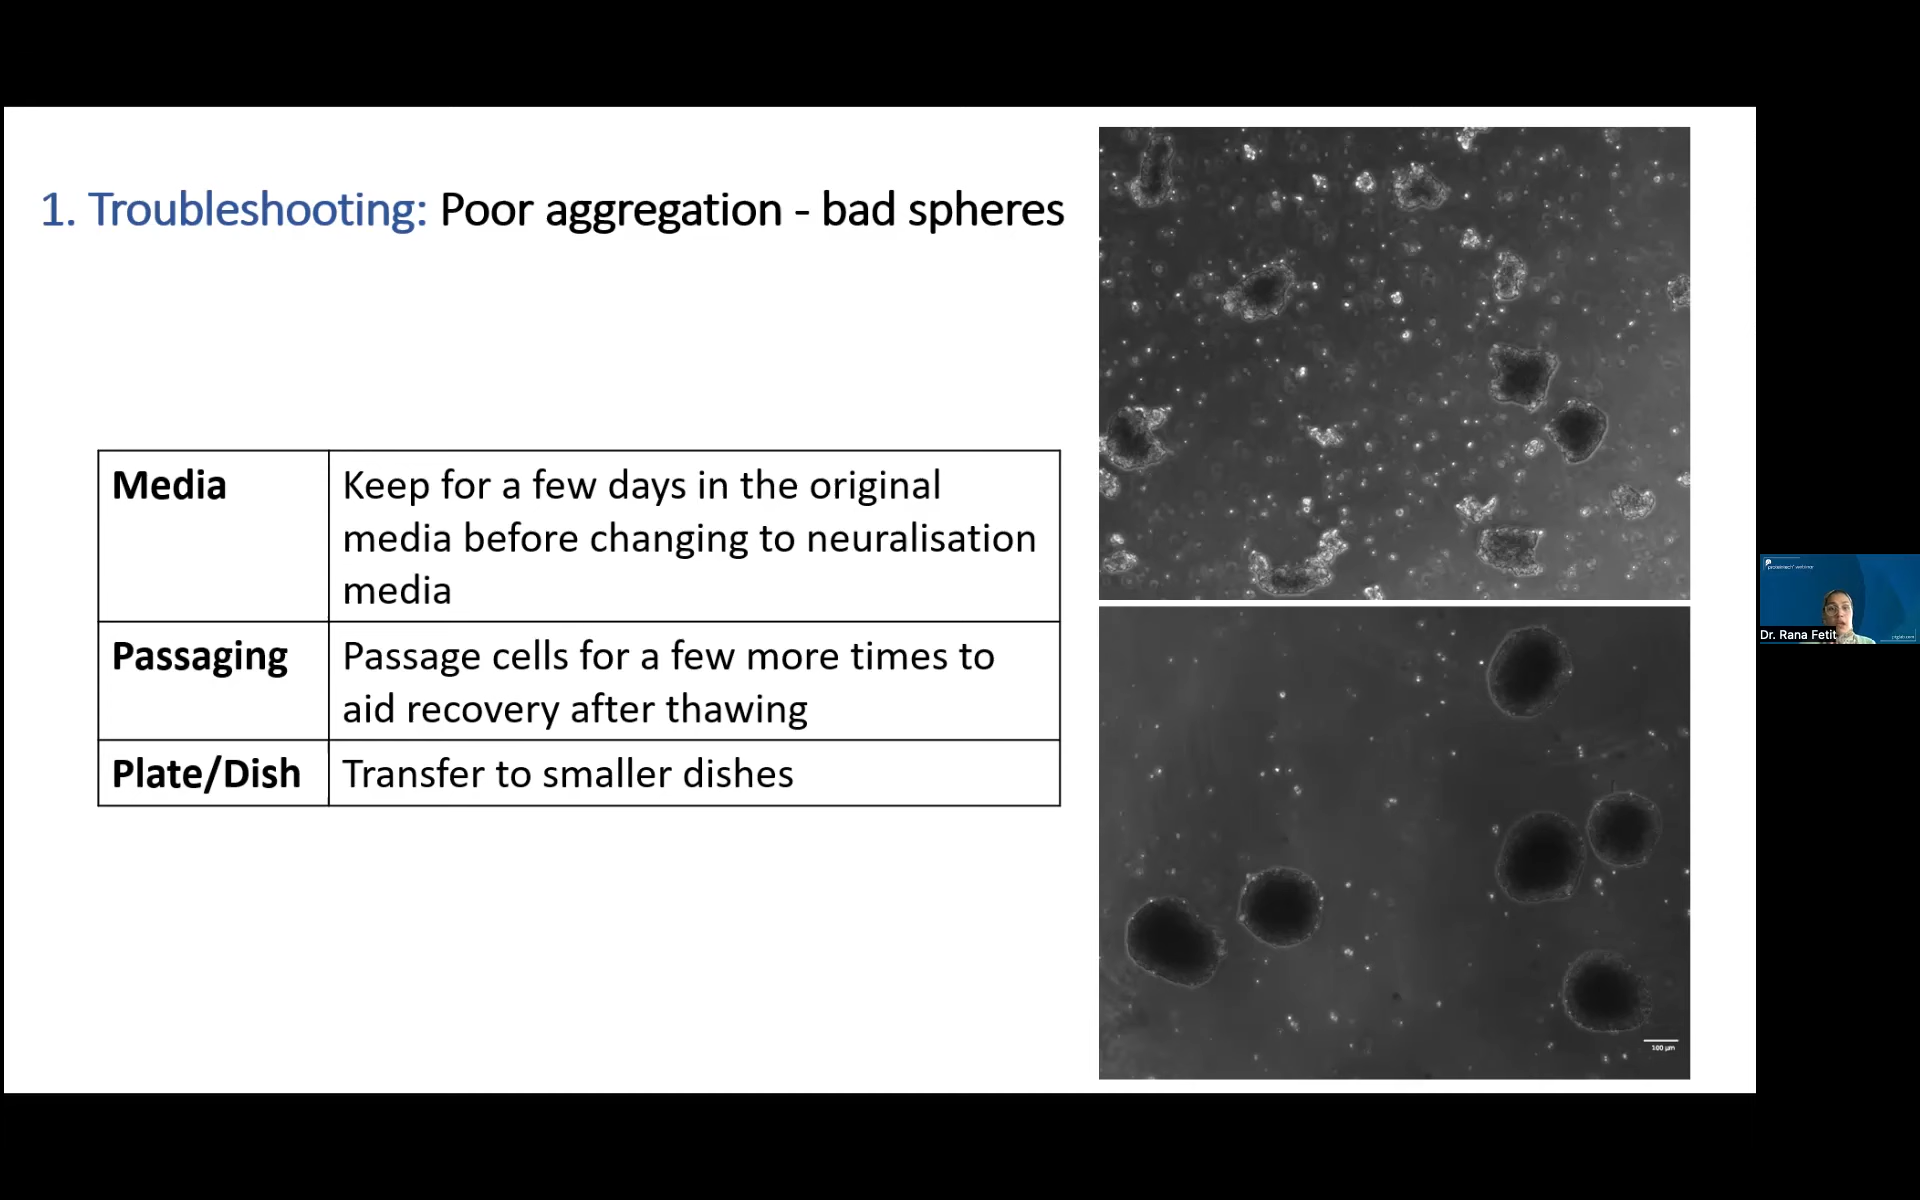 1. Troubleshooting: Poor aggregation - bad spheres
Media
Keep for a few days in the original
media before changing to neuralisation
media
Passaging
Passage cells for a few more times to
aid recovery after thawing
Plate/Dish
Transfer to smaller dishes
100 µm
proteintech® webinar
Dr. Rana Fetit